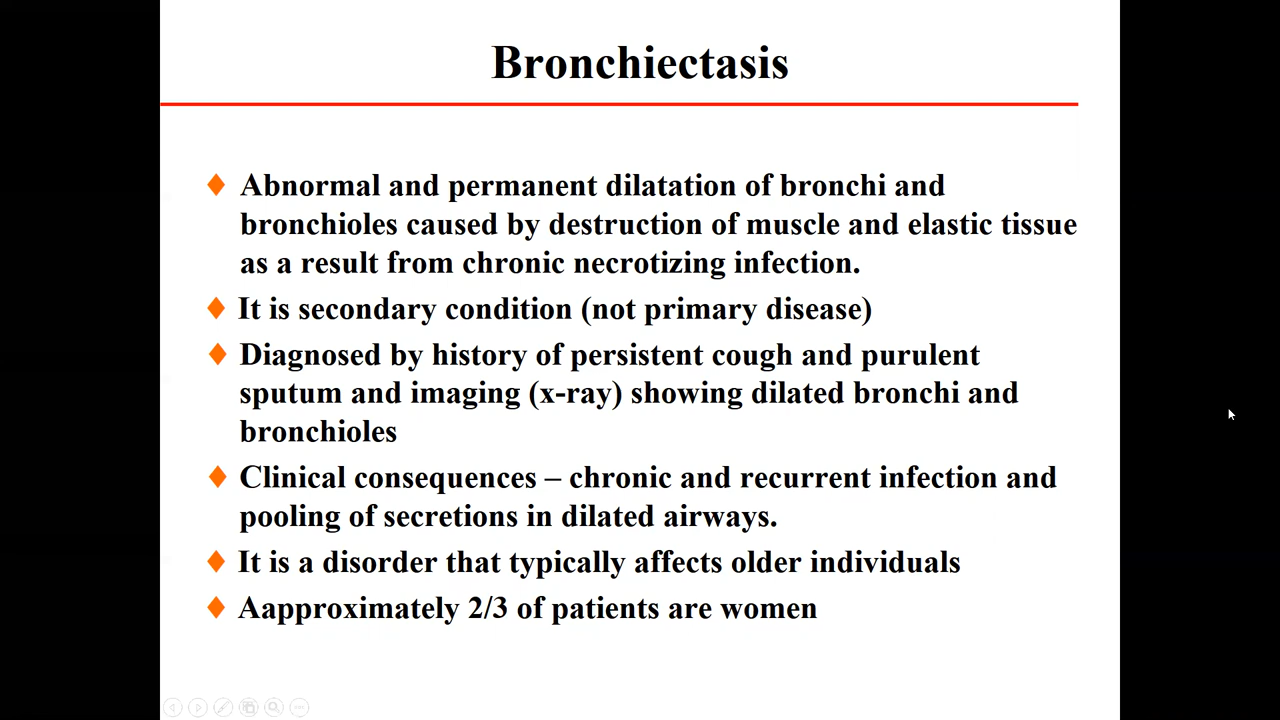 Bronchiectasis
Abnormal and permanent dilatation of bronchi and
bronchioles caused by destruction of muscle and elastic tissue
as a result from chronic necrotizing infection.
It is secondary condition (not primary disease)
Diagnosed by history of persistent cough and purulent
sputum and imaging (x-ray) showing dilated bronchi and
bronchioles
Clinical consequences – chronic and recurrent infection and
pooling of secretions in dilated airways.
It is a disorder that typically affects older individuals
Aapproximately 2/3 of patients are women